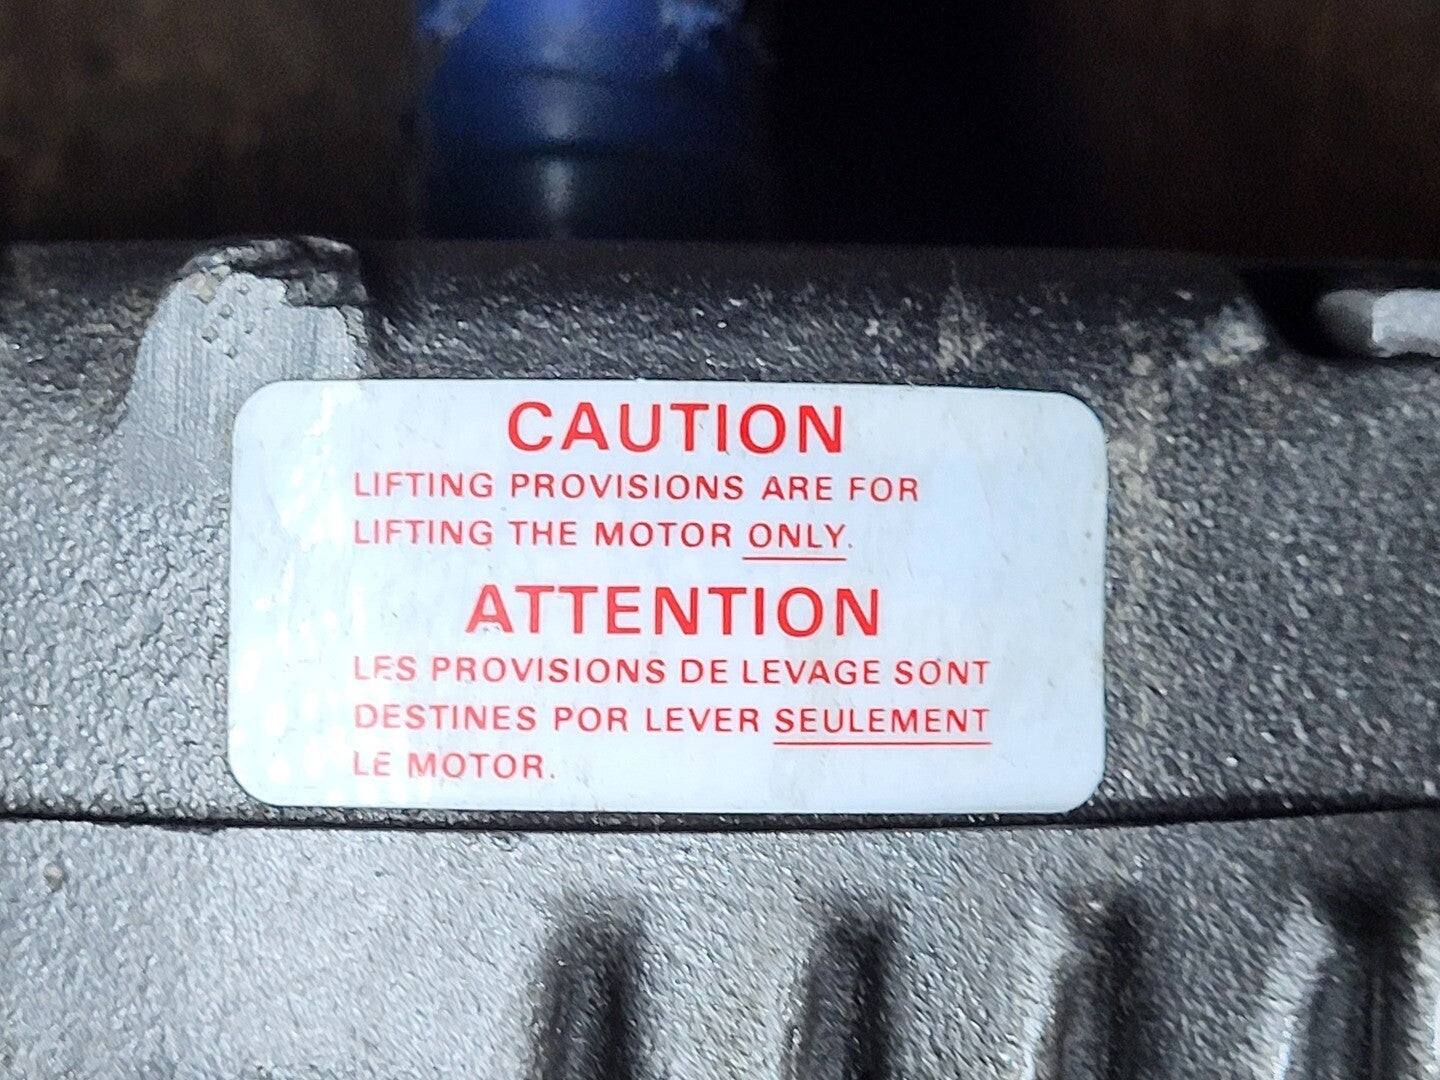 CAUTION
LIFTING PROVISIONS ARE FOR
LIFTING THE MOTOR ONLY.
ATTENTION
LES PROVISIONS DE LEVAGE SONT
DESTINES POR LEVER SEULEMENT
LE MOTOR.